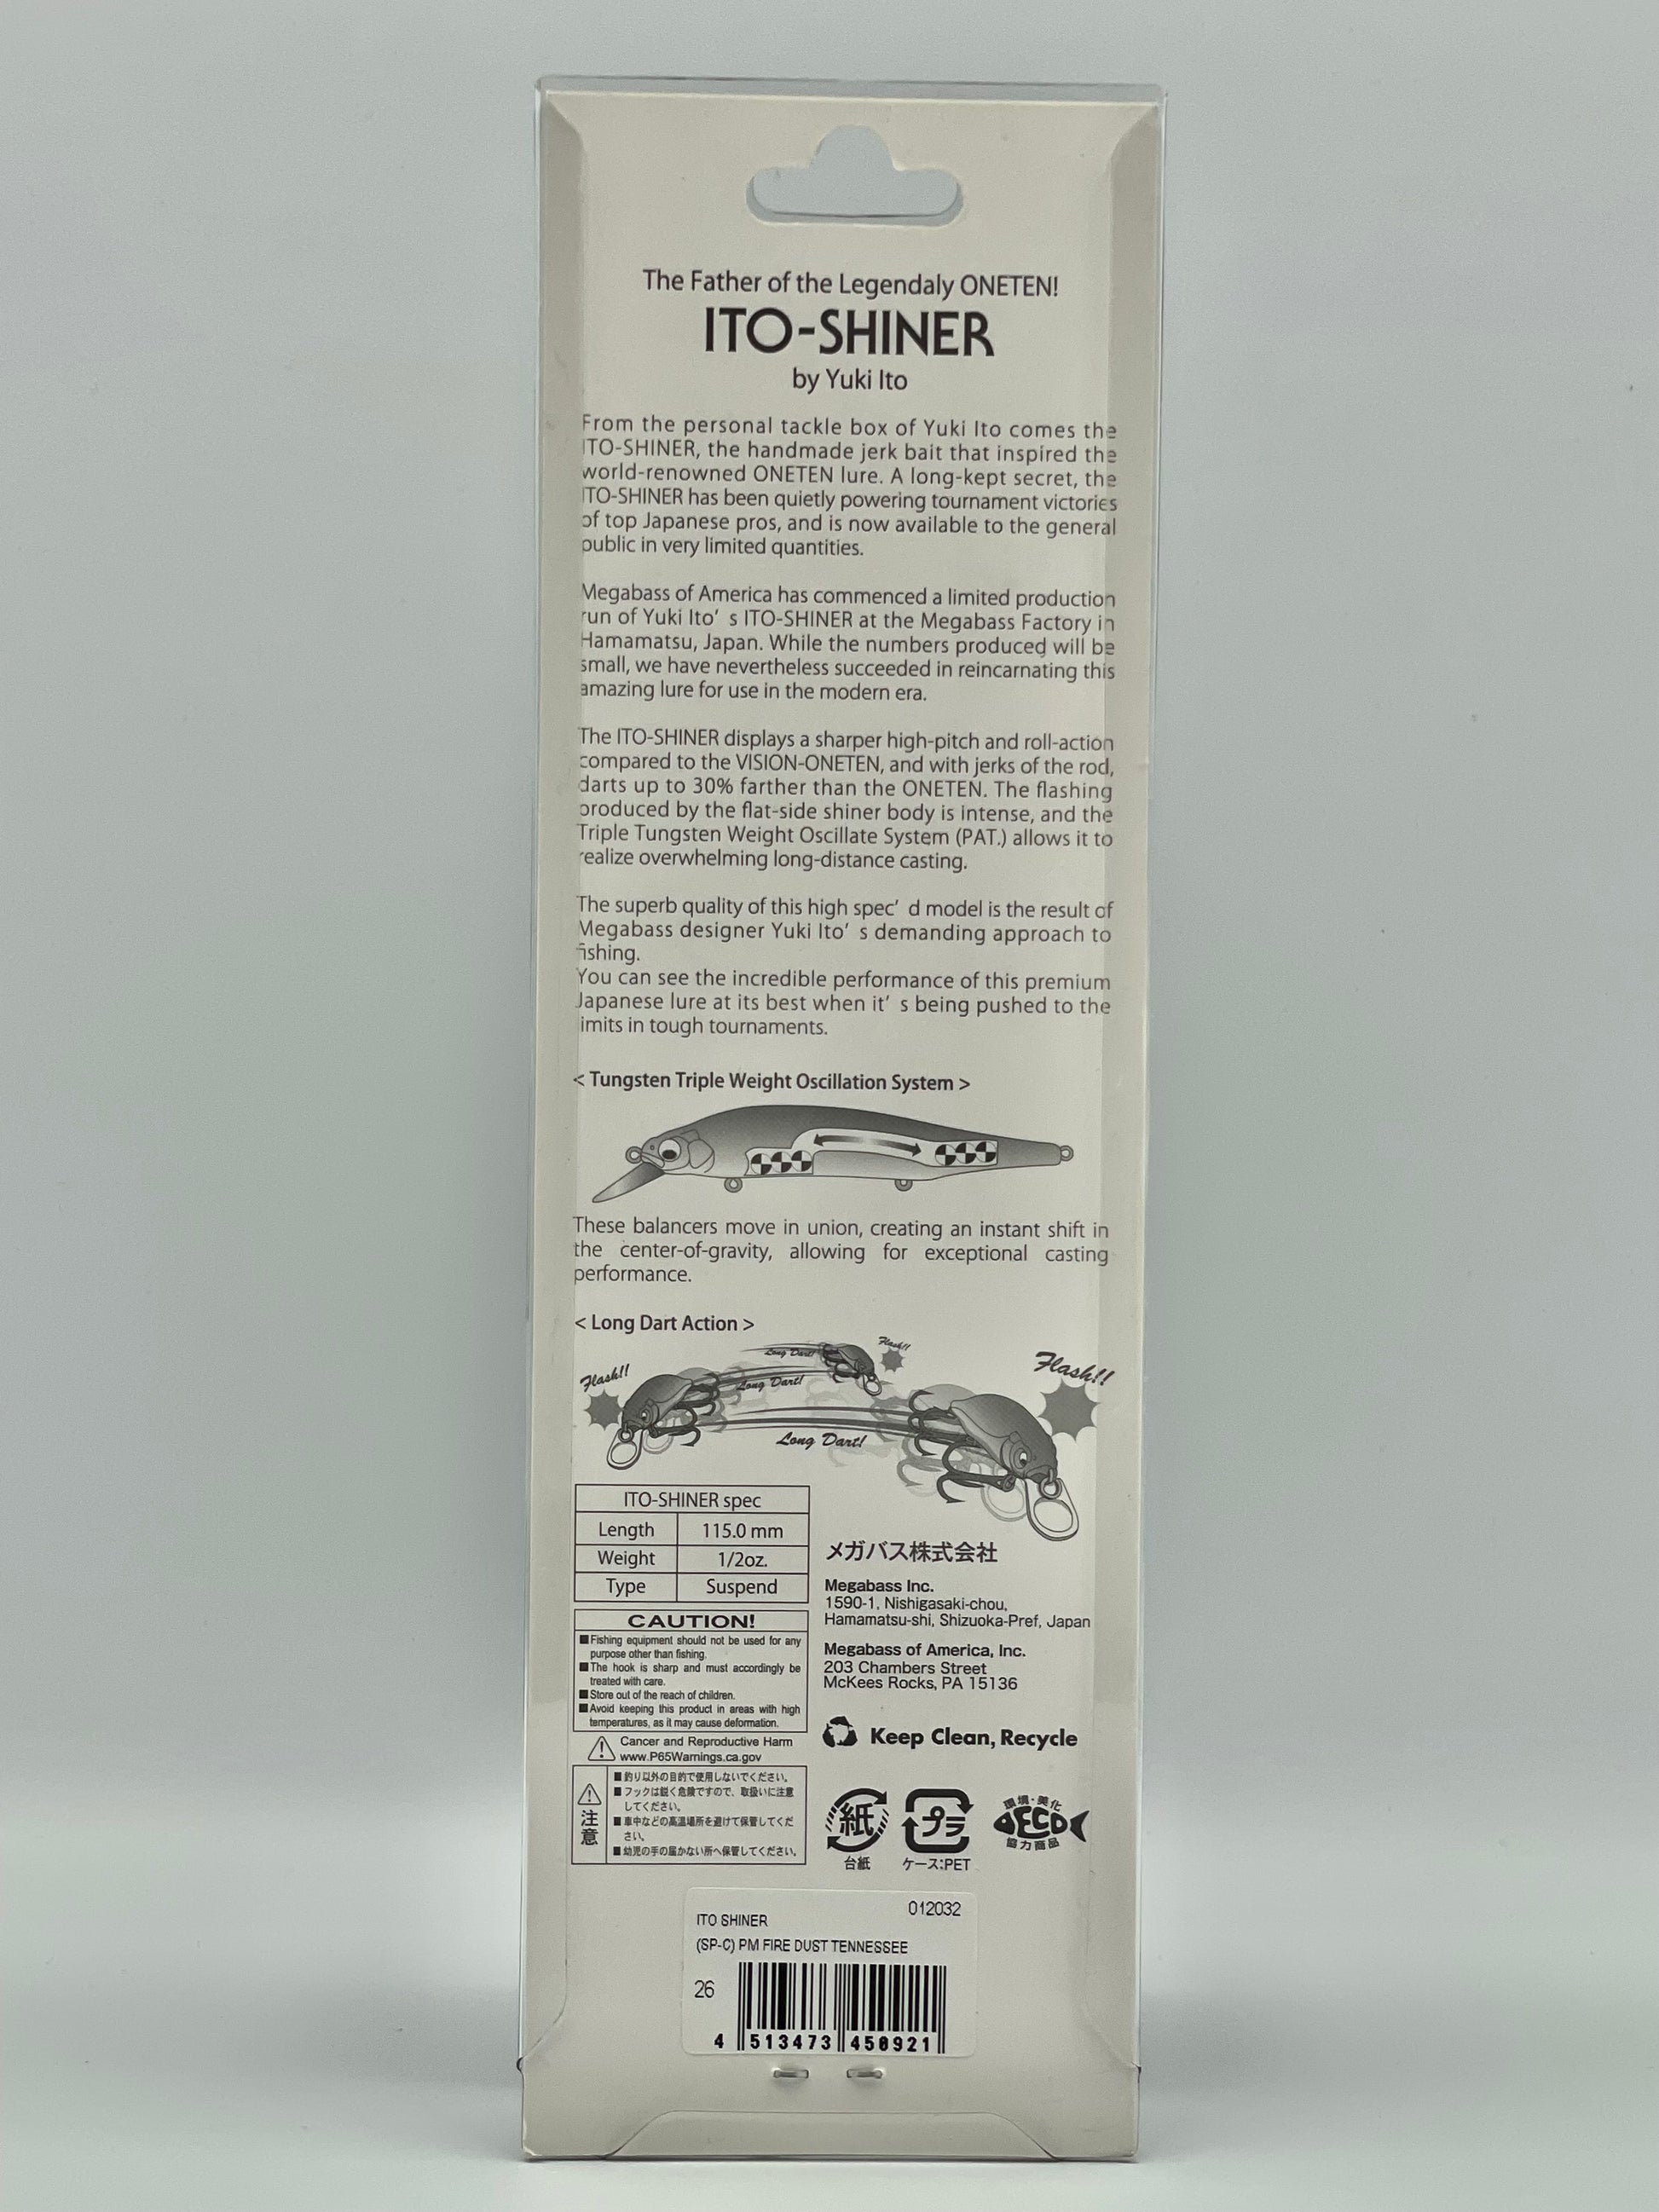 The Father of the Legendaly ONETEN!
ITO-SHINER
by Yuki Ito
From the personal tackle box of Yuki Ito comes the
ITO-SHINER, the handmade jerk bait that inspired the
world-renowned ONETEN lure. A long-kept secret, the
ITO-SHINER has been quietly powering tournament victories
of top Japanese pros, and is now available to the general
public in very limited quantities.
Megabass of America has commenced a limited production
run of Yuki Ito’ s ITO-SHINER at the Megabass Factory in
Hamamatsu, Japan. While the numbers produced will be
small, we have nevertheless succeeded in reincarnating this
amazing lure for use in the modern era.
The ITO-SHINER displays a sharper high-pitch and roll-action
compared to the VISION-ONETEN, and with jerks of the rod,
darts up to 30% farther than the ONETEN. The flashing
produced by the flat-side shiner body is intense, and the
Triple Tungsten Weight Oscillate System (PAT.) allows it to
realize overwhelming long-distance casting.
The superb quality of this high spec’ d model is the result of
Megabass designer Yuki Ito’ s demanding approach to
fishing.
You can see the incredible performance of this premium
Japanese lure at its best when it’ s being pushed to the
limits in tough tournaments.
< Tungsten Triple Weight Oscillation System >
These balancers move in union, creating an instant shift in
the center-of-gravity, allowing for exceptional casting
performance.
< Long Dart Action >
Flash!!
Long Dart!
Flash!!
Long Dart!
Flash!!
Long Dart!
ITO-SHINER spec
Length 115.0 mm
Weight 1/2oz.
Type Suspend
CAUTION!
■Fishing equipment should not be used for any
purpose other than fishing.
■The hook is sharp and must accordingly be
treated with care.
■Store out of the reach of children.
■Avoid keeping this product in areas with high
temperatures, as it may cause deformation.
Cancer and Reproductive Harm
www.P65Warnings.ca.gov
注意
■釣り以外の目的で使用しないでください。
■フックは鋭く危険ですので、取扱いに注意
してください。
■車中などの高温場所を避けて保管してくだ
さい。
■幼児の手の届かない所へ保管してください。
メガバス株式会社
Megabass Inc.
1590-1, Nishigasaki-chou,
Hamamatsu-shi, Shizuoka-Pref, Japan
Megabass of America, Inc.
203 Chambers Street
McKees Rocks, PA 15136
Keep Clean, Recycle
紙
台紙
プラ
ケース:PET
環境・美化
ECO
協力商品
012032
ITO SHINER
(SP-C) PM FIRE DUST TENNESSEE
26
4 513473 450921